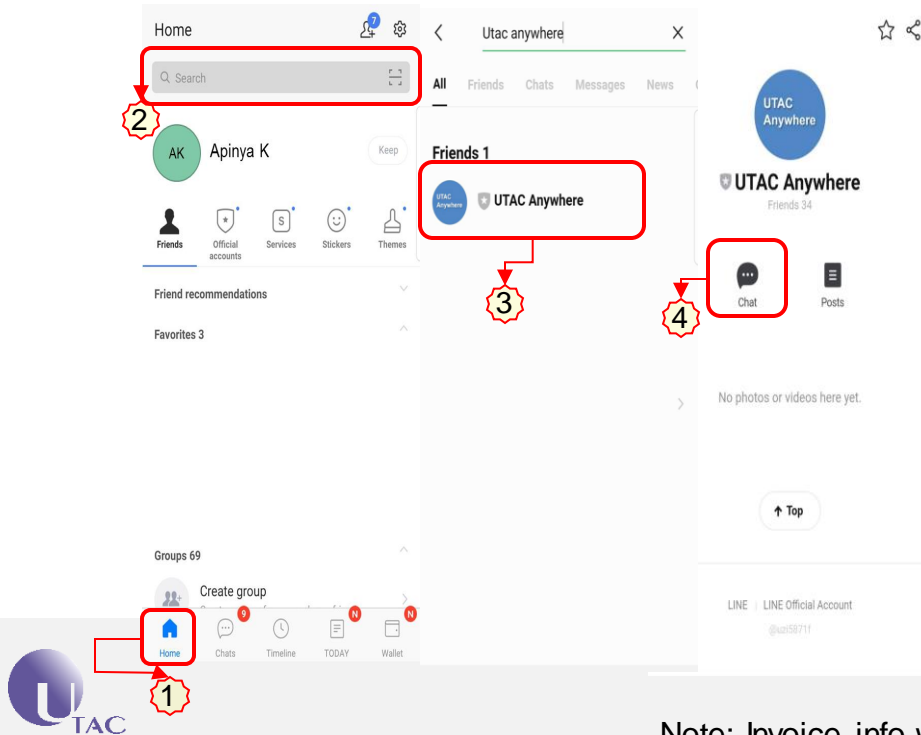 Home
7
Search
2
AK
Apinya K
Keep
Friends
Official accounts
S
Services
Stickers
Themes
Friend recommendations
Favorites 3
Groups 69
Create group
9
N
N
Home
Chats
Timeline
TODAY
Wallet
1
UTAC
Utac anywhere
All Friends Chats Messages News
Friends 1
UTAC
Anywhere
UTAC Anywhere
3
UTAC
Anywhere
UTAC Anywhere
Friends 34
Chat
Posts
4
No photos or videos here yet.
Top
LINE | LINE Official Account
@uzi5871f
Note: Invoice info